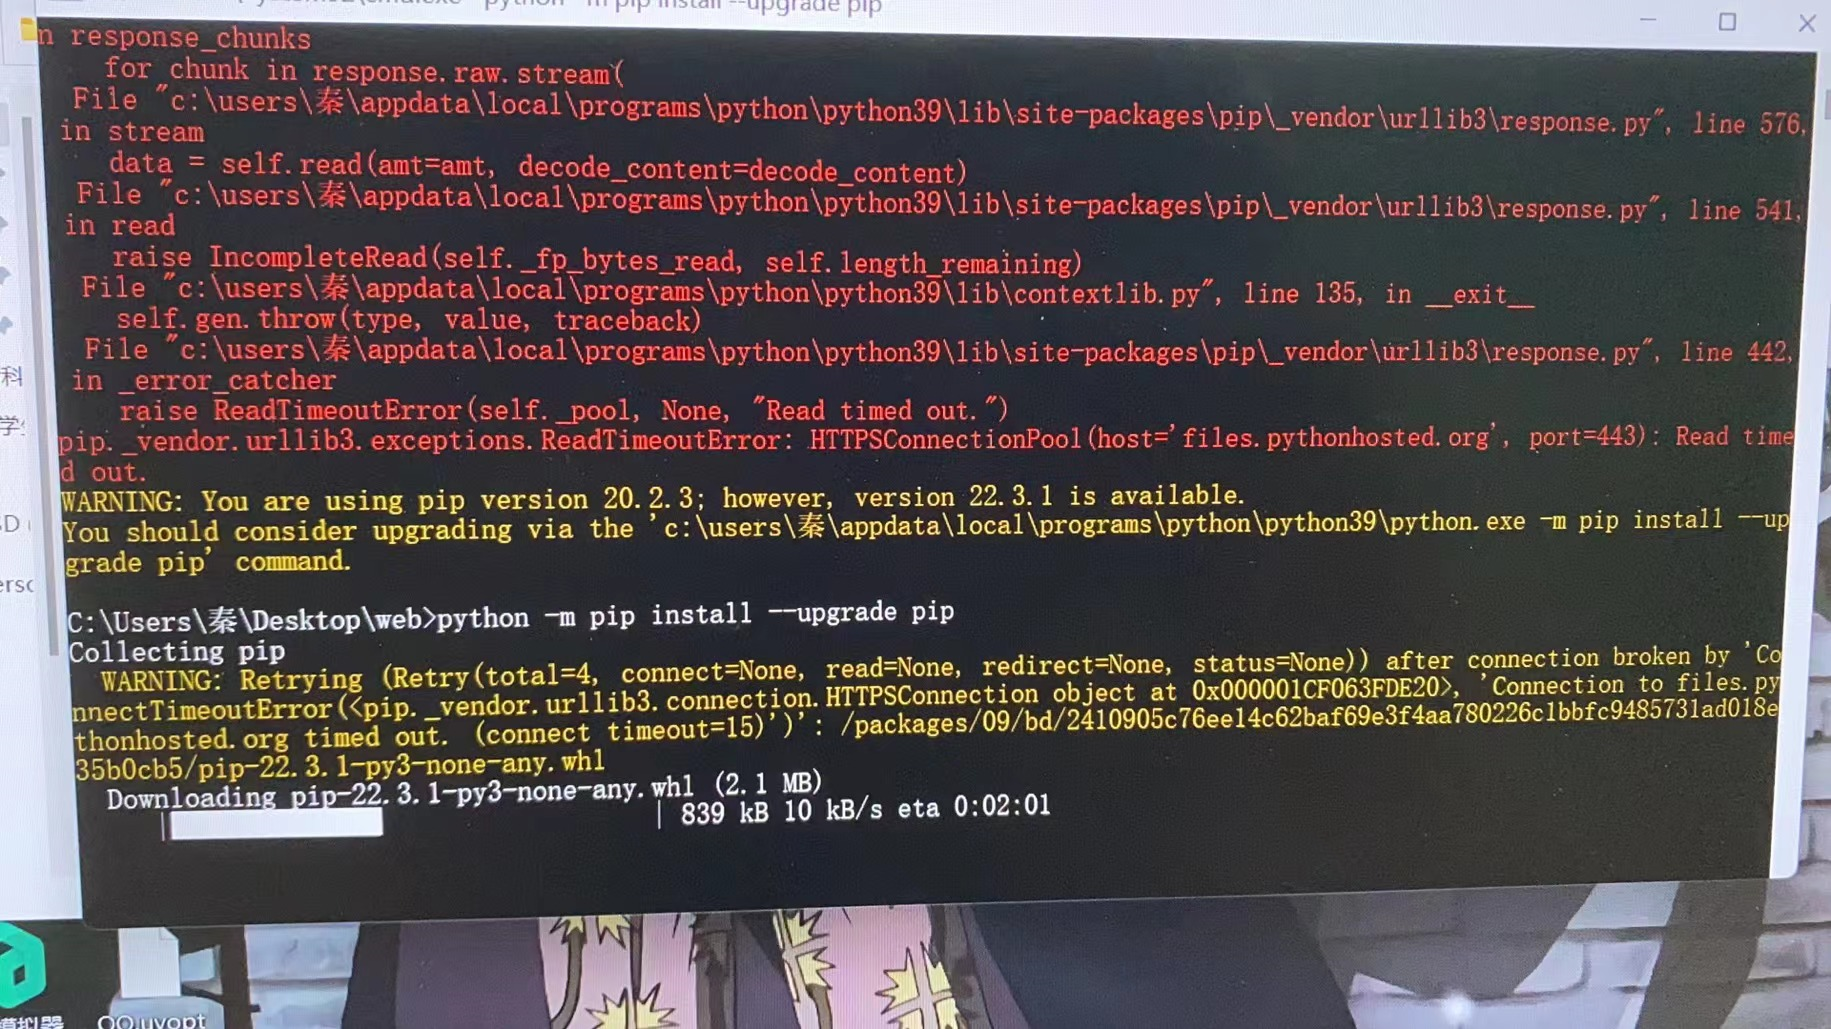 python -m pip install --upgrade pip
n response_chunks
for chunk in response.raw.stream(
File "c:\users\秦\appdata\local\programs\python\python39\lib\site-packages\pip\_vendor\urllib3\response.py", line 576,
in stream
data = self.read(amt=amt, decode_content=decode_content)
File "c:\users\秦\appdata\local\programs\python\python39\lib\site-packages\pip\_vendor\urllib3\response.py", line 541,
in read
raise IncompleteRead(self._fp_bytes_read, self.length_remaining)
File "c:\users\秦\appdata\local\programs\python\python39\lib\contextlib.py", line 135, in __exit__
self.gen.throw(type, value, traceback)
File "c:\users\秦\appdata\local\programs\python\python39\lib\site-packages\pip\_vendor\urllib3\response.py", line 442,
in _error_catcher
raise ReadTimeoutError(self._pool, None, "Read timed out.")
pip._vendor.urllib3.exceptions.ReadTimeoutError: HTTPSConnectionPool(host='files.pythonhosted.org', port=443): Read time
d out.
WARNING: You are using pip version 20.2.3; however, version 22.3.1 is available.
You should consider upgrading via the 'c:\users\秦\appdata\local\programs\python\python39\python.exe -m pip install --up
grade pip' command.
C:\Users\秦\Desktop\web>python -m pip install --upgrade pip
Collecting pip
WARNING: Retrying (Retry(total=4, connect=None, read=None, redirect=None, status=None)) after connection broken by 'Co
nnectTimeoutError(<pip._vendor.urllib3.connection.HTTPSConnection object at 0x000001CF063FDE20>, 'Connection to files.py
thonhosted.org timed out. (connect timeout=15)')': /packages/09/bd/2410905c76ee14c62baf69e3f4aa780226c1bbfc9485731ad018e
35b0cb5/pip-22.3.1-py3-none-any.whl
Downloading pip-22.3.1-py3-none-any.whl (2.1 MB)
| 839 kB 10 kB/s eta 0:02:01
科
学
模拟器
QQ.uvopt